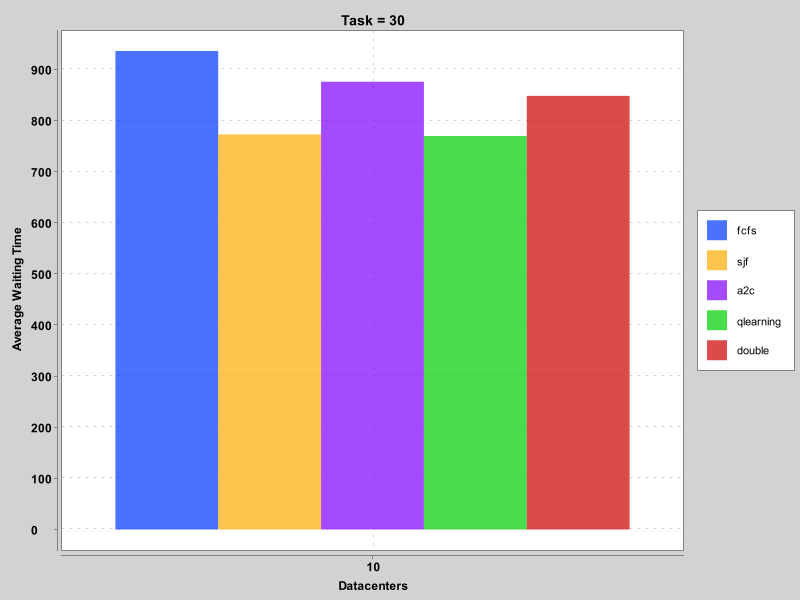 Task = 30
Average Waiting Time
900
800
700
600
500
400
300
200
100
0
10
Datacenters
fcfs
sjf
a2c
qlearning
double